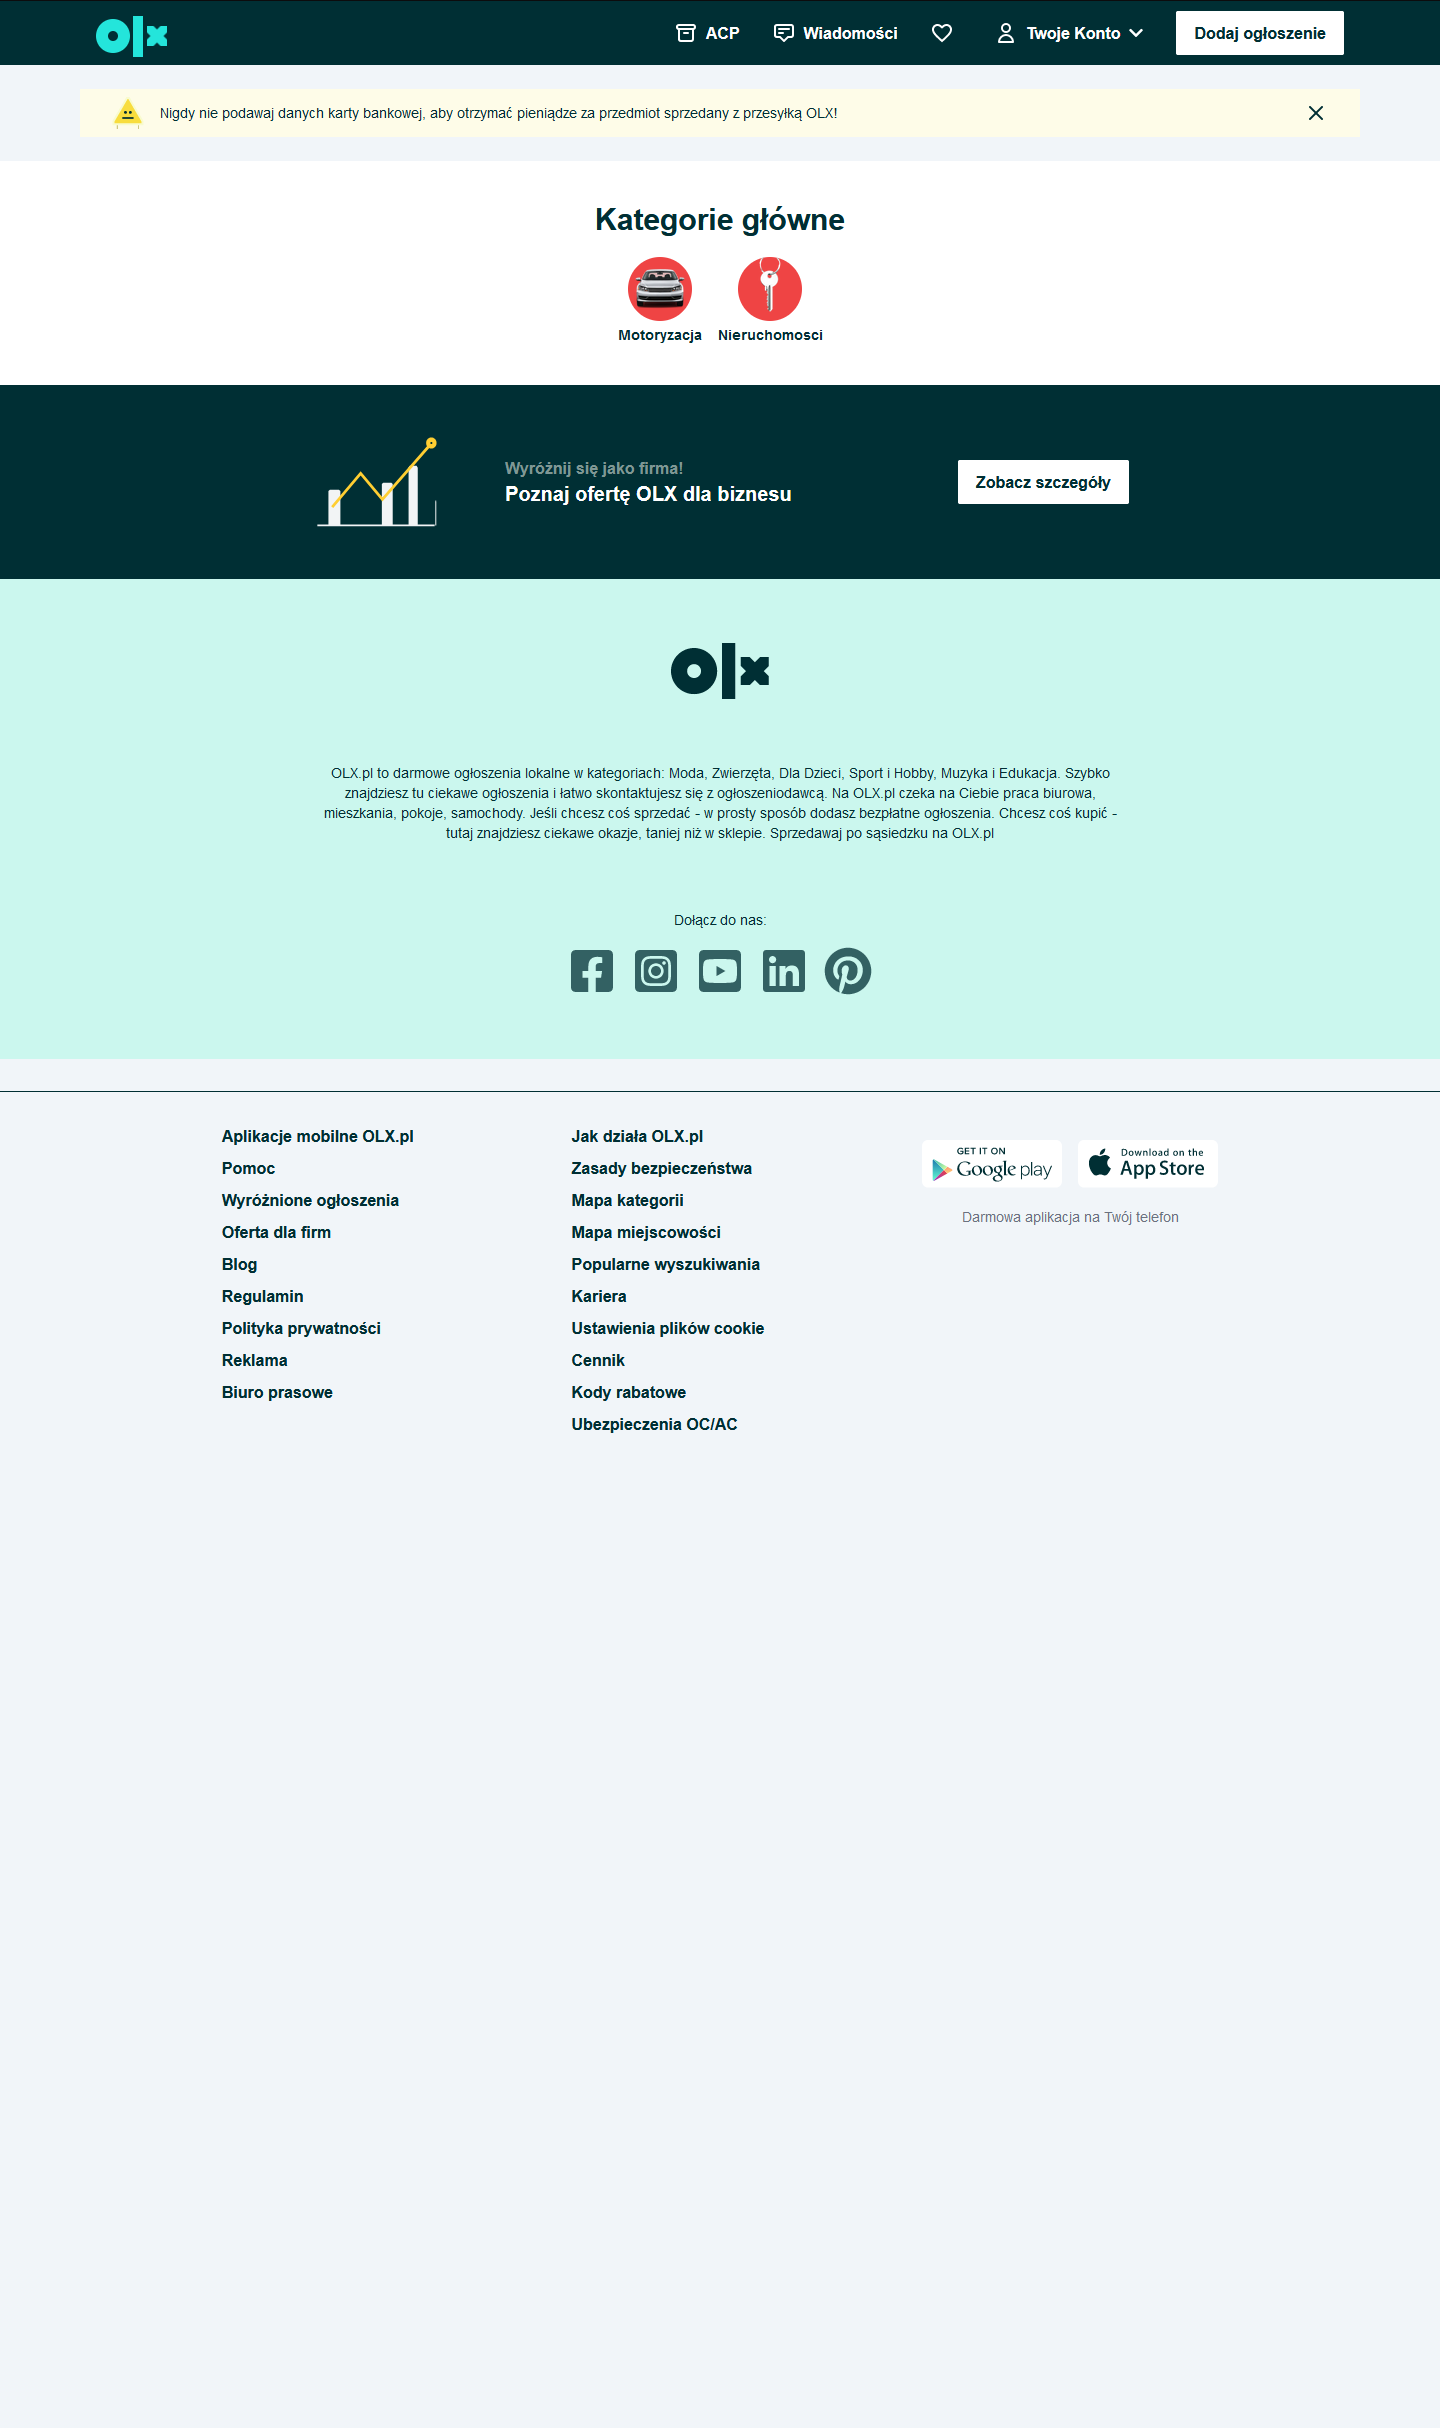 olx
ACP
Wiadomości
Twoje Konto
Dodaj ogłoszenie
Nigdy nie podawaj danych karty bankowej, aby otrzymać pieniądze za przedmiot sprzedany z przesyłką OLX!
Kategorie główne
Motoryzacja
Nieruchomosci
Wyróżnij się jako firma!
Poznaj ofertę OLX dla biznesu
Zobacz szczegóły
olx
OLX.pl to darmowe ogłoszenia lokalne w kategoriach: Moda, Zwierzęta, Dla Dzieci, Sport i Hobby, Muzyka i Edukacja. Szybko
znajdziesz tu ciekawe ogłoszenia i łatwo skontaktujesz się z ogłoszeniodawcą. Na OLX.pl czeka na Ciebie praca biurowa,
mieszkania, pokoje, samochody. Jeśli chcesz coś sprzedać - w prosty sposób dodasz bezpłatne ogłoszenia. Chcesz coś kupić -
tutaj znajdziesz ciekawe okazje, taniej niż w sklepie. Sprzedawaj po sąsiedzku na OLX.pl
Dołącz do nas:
Aplikacje mobilne OLX.pl
Pomoc
Wyróżnione ogłoszenia
Oferta dla firm
Blog
Regulamin
Polityka prywatności
Reklama
Biuro prasowe
Jak działa OLX.pl
Zasady bezpieczeństwa
Mapa kategorii
Mapa miejscowości
Popularne wyszukiwania
Kariera
Ustawienia plików cookie
Cennik
Kody rabatowe
Ubezpieczenia OC/AC
GET IT ON
Google play
Download on the
App Store
Darmowa aplikacja na Twój telefon